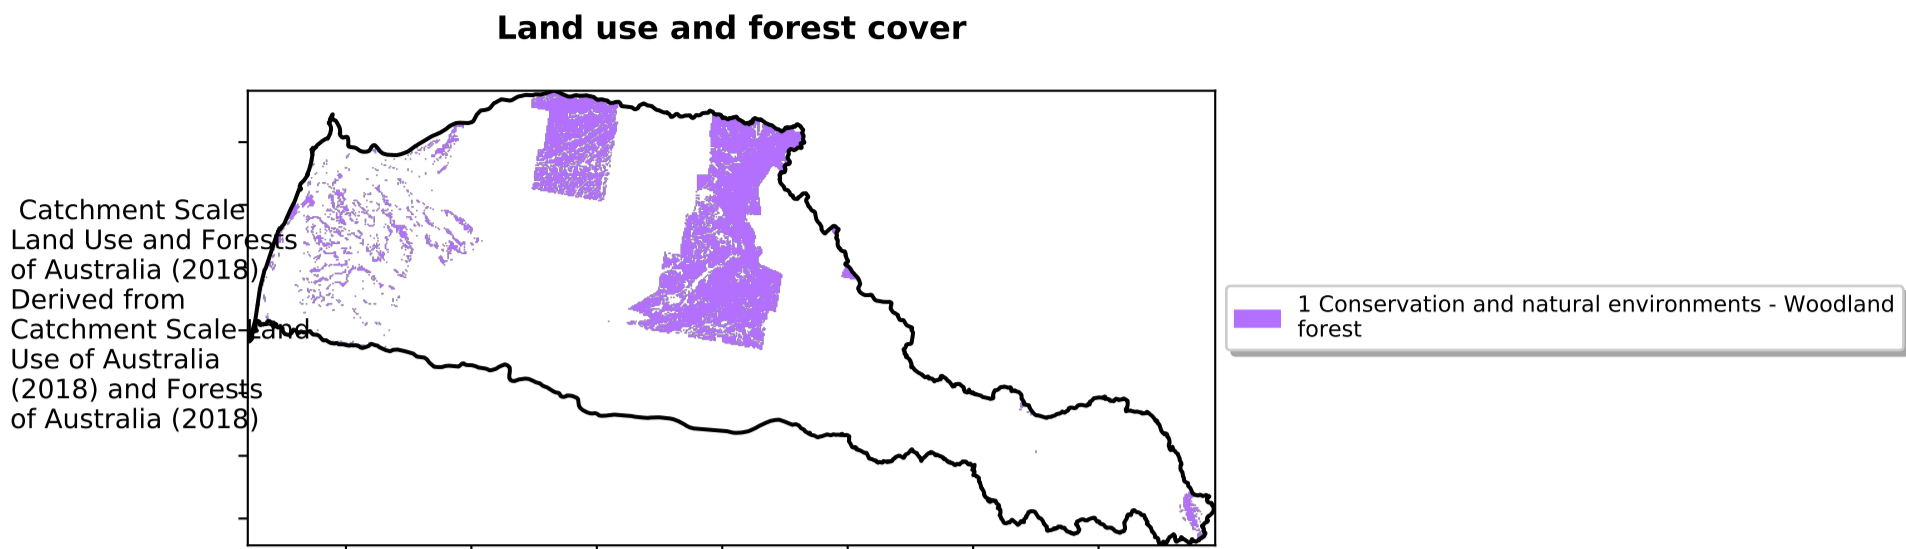 Land use and forest cover
Catchment Scale
Land Use and Forests
of Australia (2018)
Derived from
Catchment Scale Land
Use of Australia
(2018) and Forests
of Australia (2018)
1 Conservation and natural environments - Woodland
forest